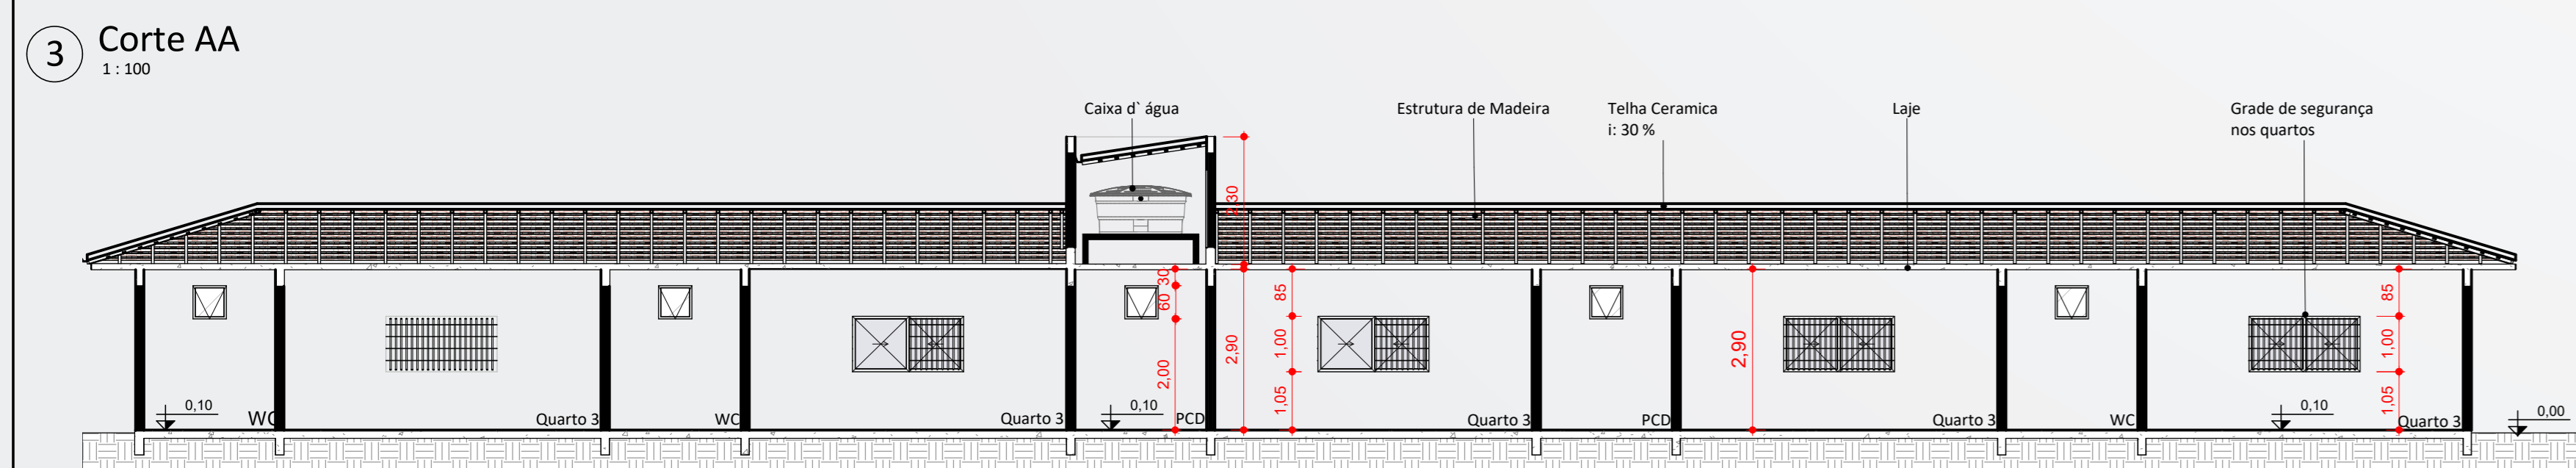 3
Corte AA
1 : 100
Caixa d` água
Estrutura de Madeira
Telha Ceramica
i: 30 %
Laje
Grade de segurança
nos quartos
2,30
30
60
2,00
2,90
85
1,00
1,05
2,90
85
1,00
1,05
0,10
WC
Quarto 3
WC
Quarto 3
0,10
PCD
Quarto 3
PCD
Quarto 3
WC
0,10
Quarto 3
0,00